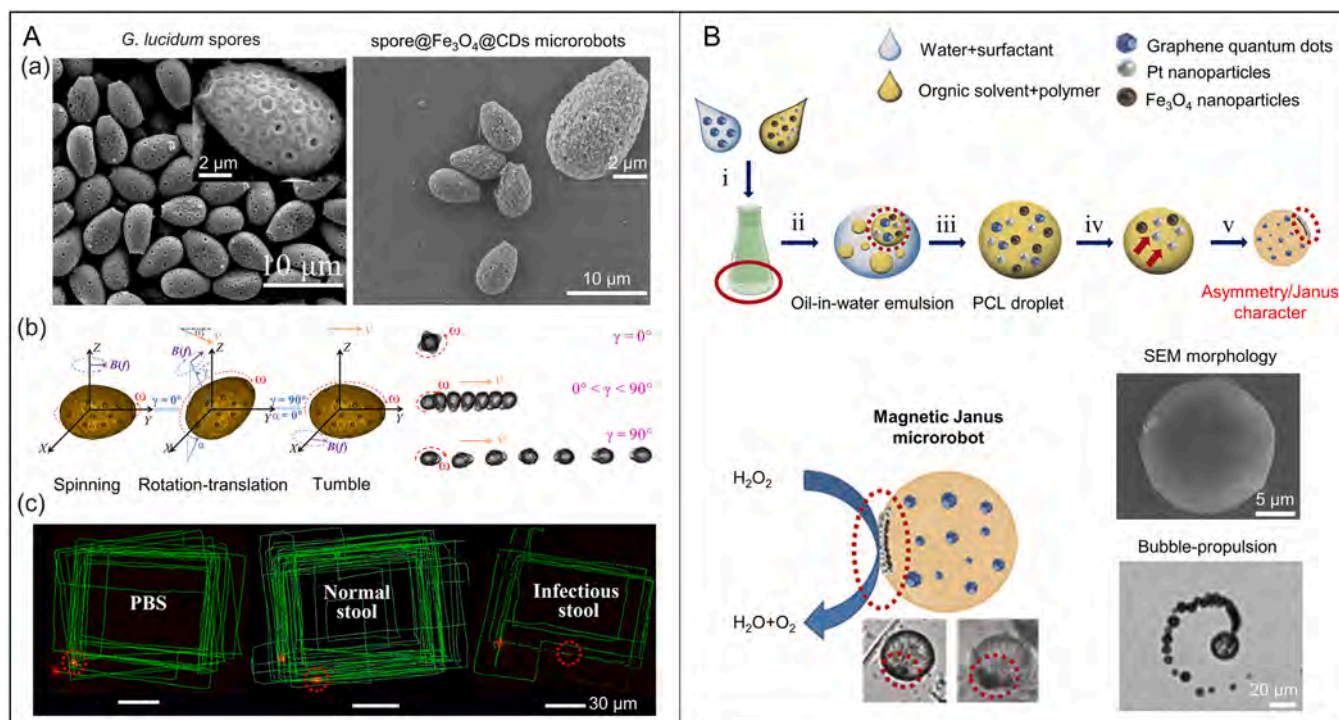 A
G. lucidum spores
spore@Fe₃O₄@CDs microrobots
(a)
2 μm
10 μm
2 μm
10 μm
(b)
Z
B(f)
ω
Y
X
γ = 0°
Spinning
α
v
Z
B(f)
γ
ω
Y
X
α
γ = 90°
α = 0°
Rotation-translation
v
Z
ω
Y
X
B(f)
Tumble
ω
γ = 0°
ω
v
0° < γ < 90°
ω
v
γ = 90°
(c)
PBS
Normal
stool
Infectious
stool
30 μm
B
Water+surfactant
Orgnic solvent+polymer
Graphene quantum dots
Pt nanoparticles
Fe₃O₄ nanoparticles
i
ii
iii
iv
v
Oil-in-water emulsion
PCL droplet
Asymmetry/Janus
character
Magnetic Janus
microrobot
H₂O₂
H₂O+O₂
SEM morphology
5 μm
Bubble-propulsion
20 μm